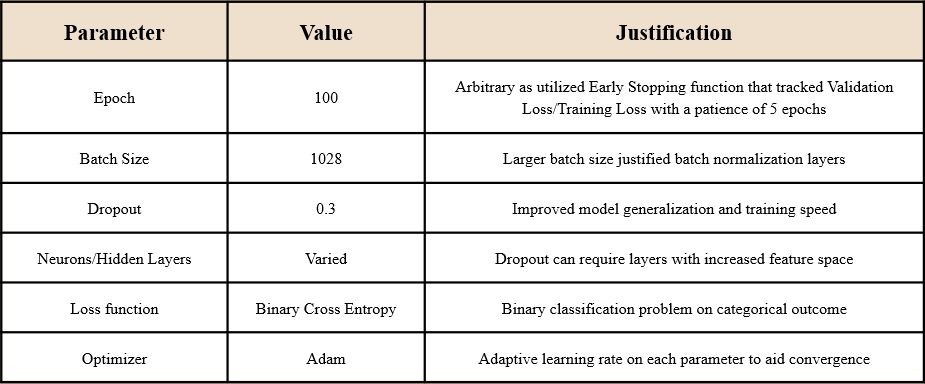 Parameter Value Justification
Epoch 100 Arbitrary as utilized Early Stopping function that tracked Validation
Loss/Training Loss with a patience of 5 epochs
Batch Size 1028 Larger batch size justified batch normalization layers
Dropout 0.3 Improved model generalization and training speed
Neurons/Hidden Layers Varied Dropout can require layers with increased feature space
Loss function Binary Cross Entropy Binary classification problem on categorical outcome
Optimizer Adam Adaptive learning rate on each parameter to aid convergence